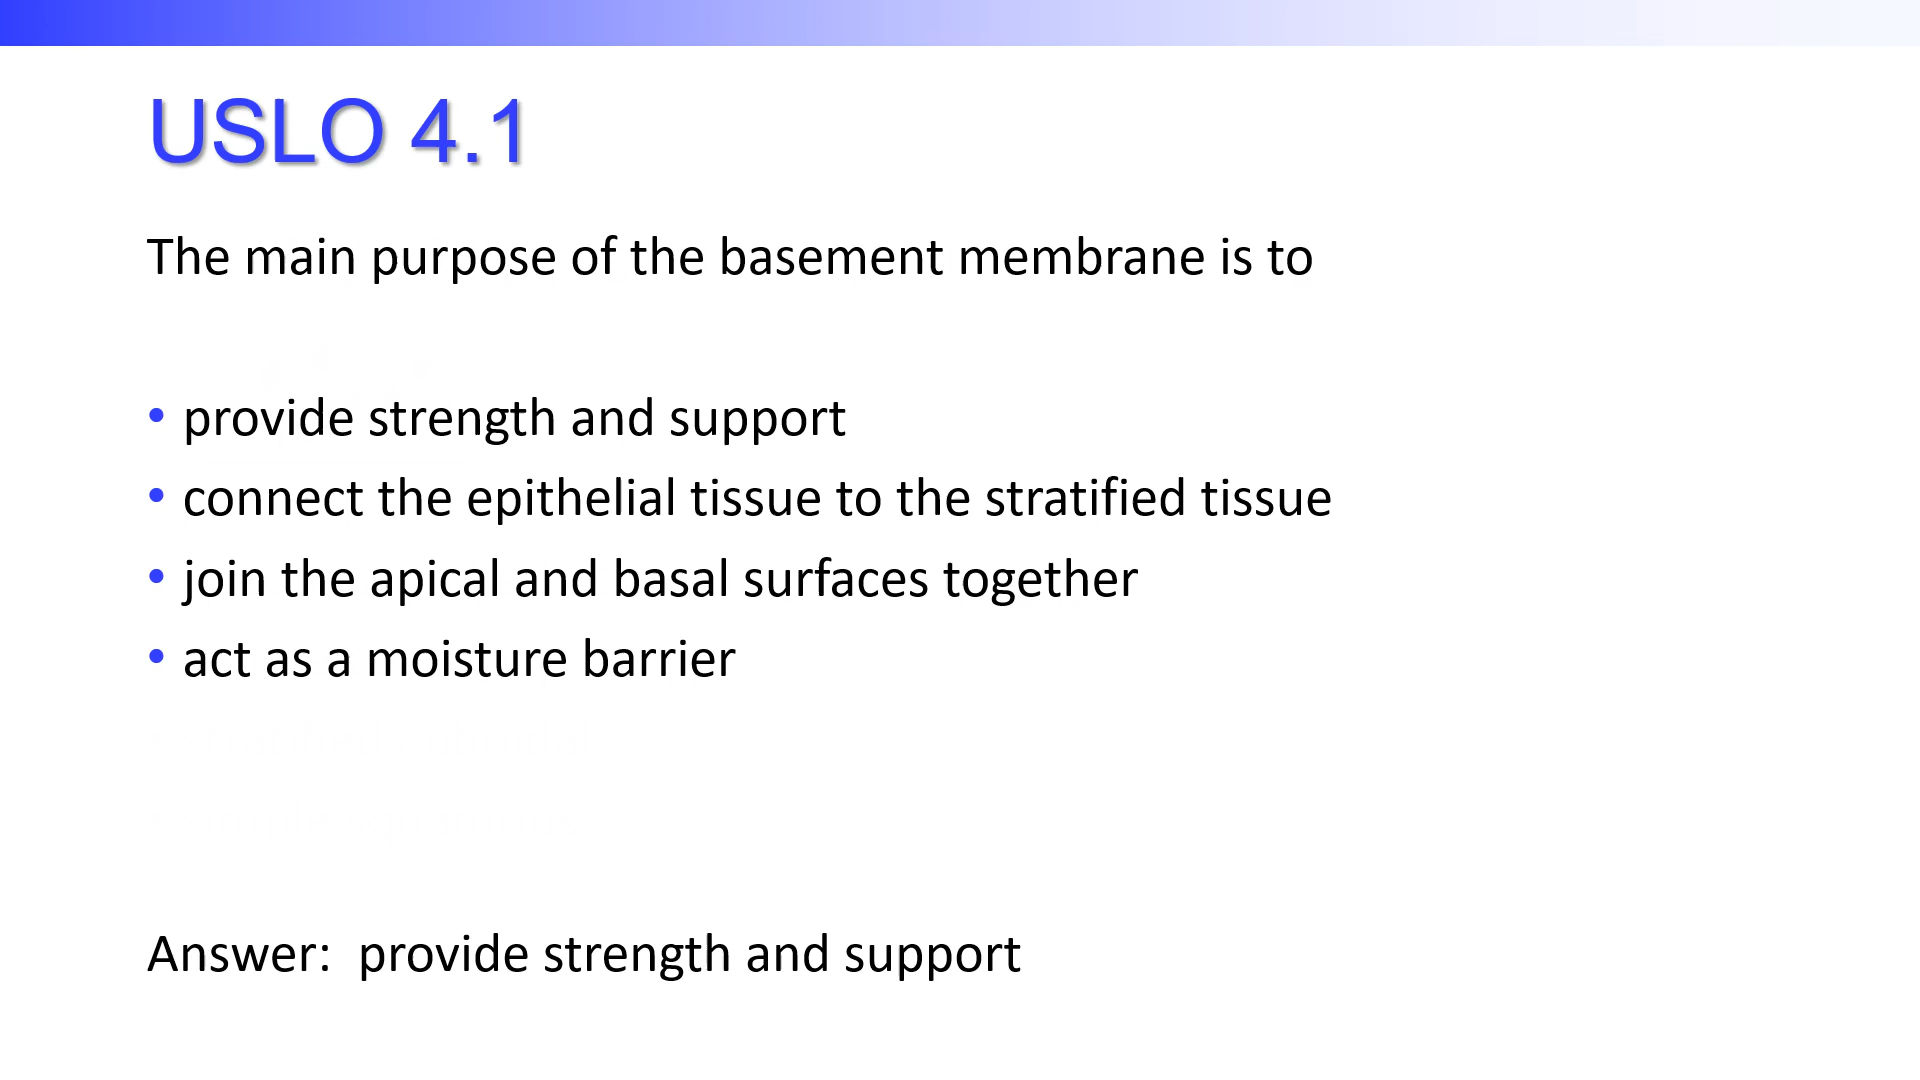 USLO 4.1
The main purpose of the basement membrane is to
• provide strength and support
• connect the epithelial tissue to the stratified tissue
• join the apical and basal surfaces together
• act as a moisture barrier
Answer: provide strength and support